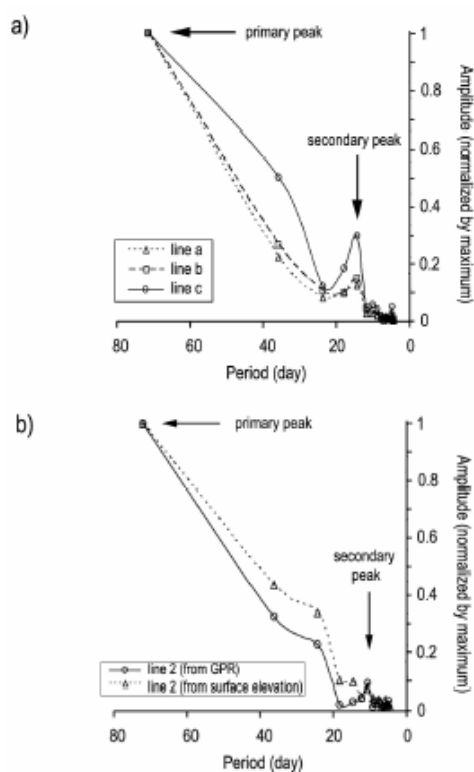 a)
primary peak
secondary peak
line a
line b
line c
1
0.8
0.6
0.4
0.2
0
Amplitude (normalized by maximum)
80
60
40
20
0
Period (day)
b)
primary peak
secondary
peak
line 2 (from GPR)
line 2 (from surface elevation)
1
0.8
0.6
0.4
0.2
0
Amplitude (normalized by maximum)
80
60
40
20
0
Period (day)